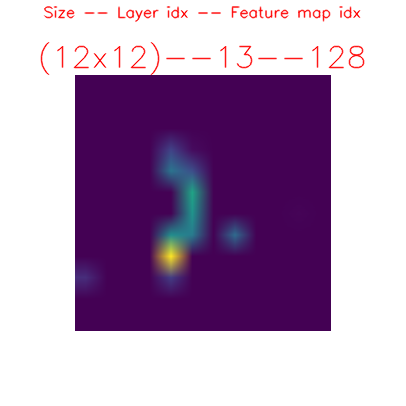 Size -- Layer idx -- Feature map idx
(12x12)--13--128